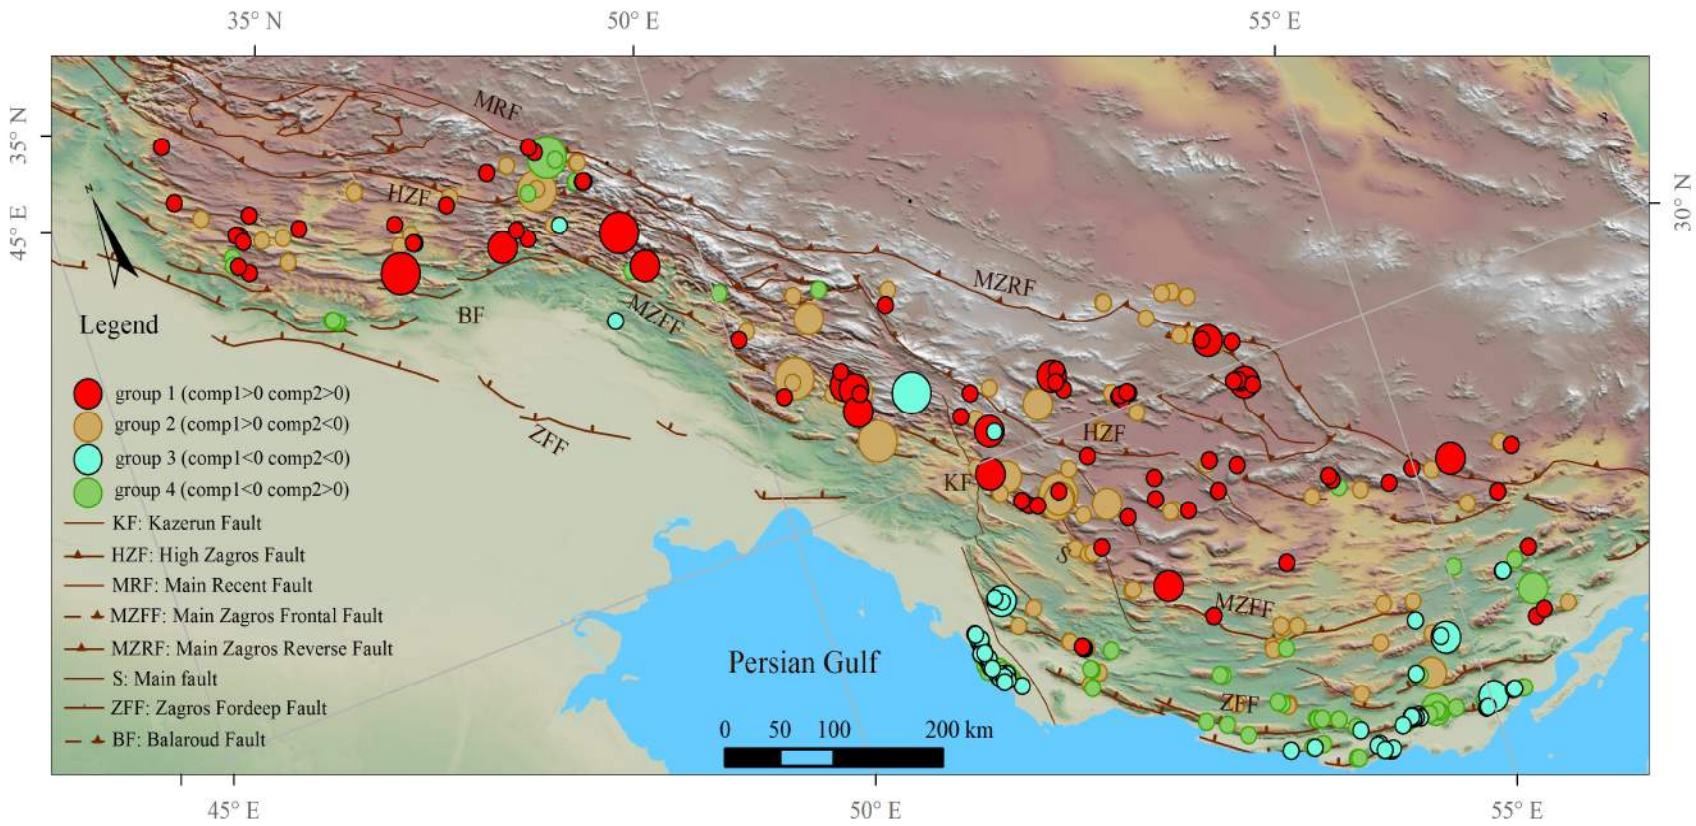 35° N
50° E
55° E
35° N
45° E
30° N
N
MRF
HZF
MZRF
BF
MZFF
ZFF
HZF
KF
S
MZFF
ZFF
Persian Gulf
Legend
group 1 (comp1>0 comp2>0)
group 2 (comp1>0 comp2<0)
group 3 (comp1<0 comp2<0)
group 4 (comp1<0 comp2>0)
KF: Kazerun Fault
HZF: High Zagros Fault
MRF: Main Recent Fault
MZFF: Main Zagros Frontal Fault
MZRF: Main Zagros Reverse Fault
S: Main fault
ZFF: Zagros Fordeep Fault
BF: Balaroud Fault
0 50 100 200 km
45° E
50° E
55° E